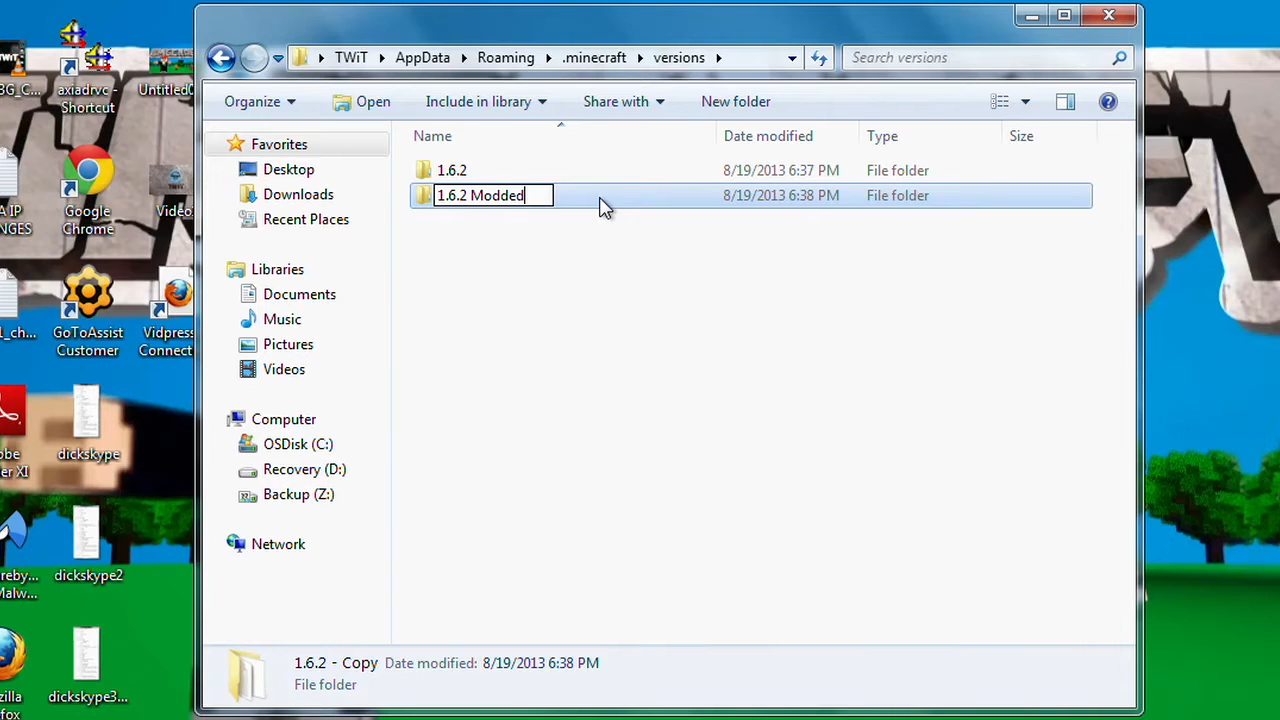 TWiT AppData Roaming .minecraft versions
Search versions
Organize Open Include in library Share with New folder
Name Date modified Type Size
1.6.2 8/19/2013 6:37 PM File folder
1.6.2 Modded 8/19/2013 6:38 PM File folder
Favorites
Desktop
Downloads
Recent Places
Libraries
Documents
Music
Pictures
Videos
Computer
OSDisk (C:)
Recovery (D:)
Backup (Z:)
Network
1.6.2 - Copy Date modified: 8/19/2013 6:38 PM
File folder
axiadrvc -
Shortcut
Google
Chrome
Video
GoToAssist
Customer
Vidpress
Connect
dickskype
dickskype2
dickskype3...